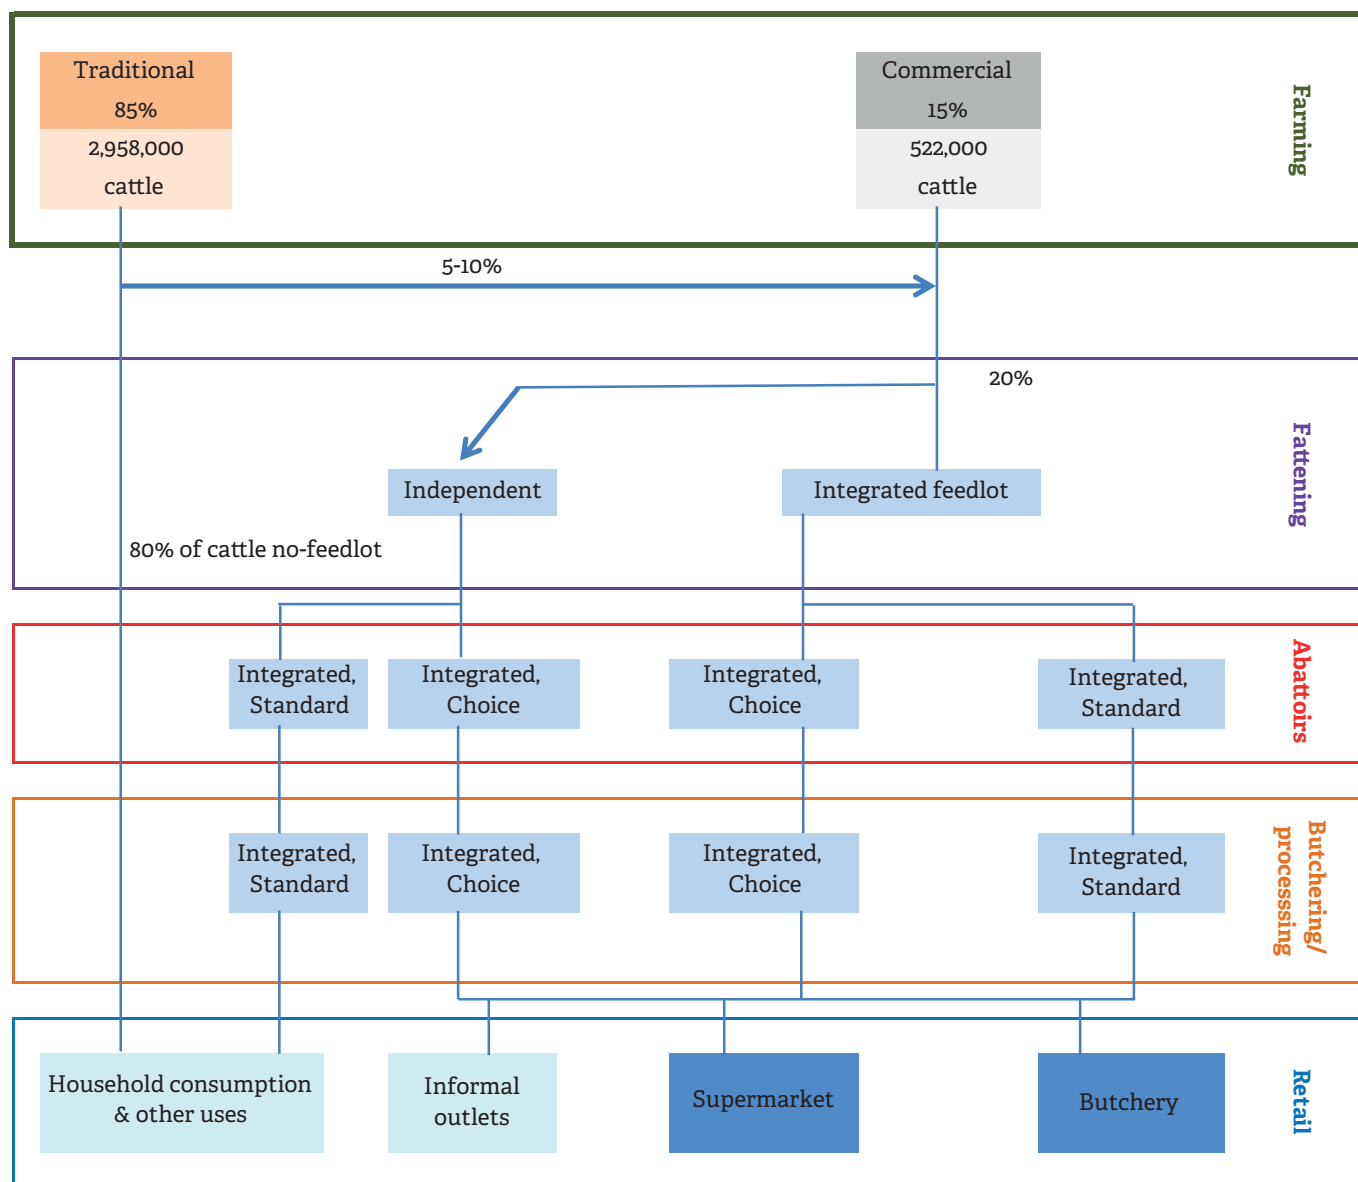 Traditional
85%
2,958,000
cattle
Commercial
15%
522,000
cattle
Farming
5-10%
20%
Independent
Integrated feedlot
80% of cattle no-feedlot
Fattening
Integrated,
Standard
Integrated,
Choice
Integrated,
Choice
Integrated,
Standard
Abattoirs
Integrated,
Standard
Integrated,
Choice
Integrated,
Choice
Integrated,
Standard
Butchering/
processsing
Household consumption
& other uses
Informal
outlets
Supermarket
Butchery
Retail